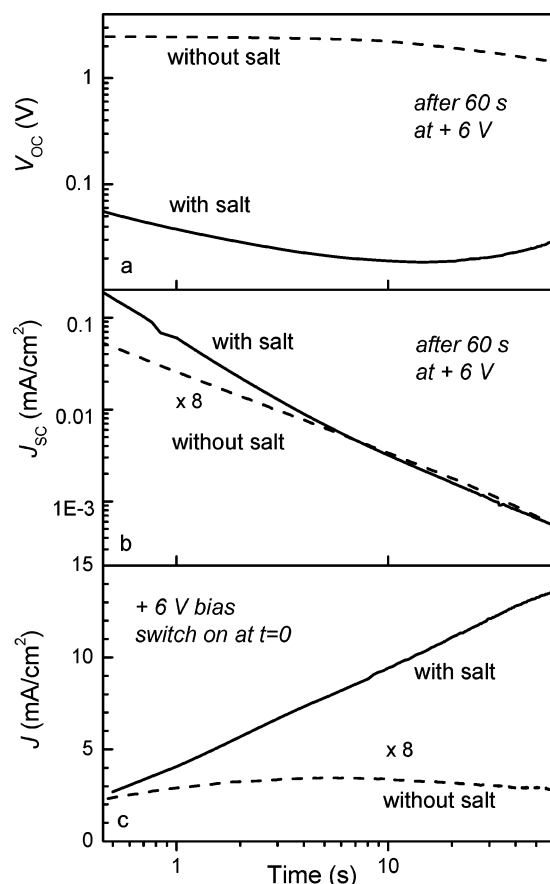 1
0.1
V_OC (V)
without salt
after 60 s
at + 6 V
with salt
a
0.1
0.01
1E-3
J_SC (mA/cm²)
with salt
after 60 s
at + 6 V
x 8
without salt
b
15
10
5
0
J (mA/cm²)
+ 6 V bias
switch on at t=0
with salt
x 8
without salt
c
1
10
Time (s)